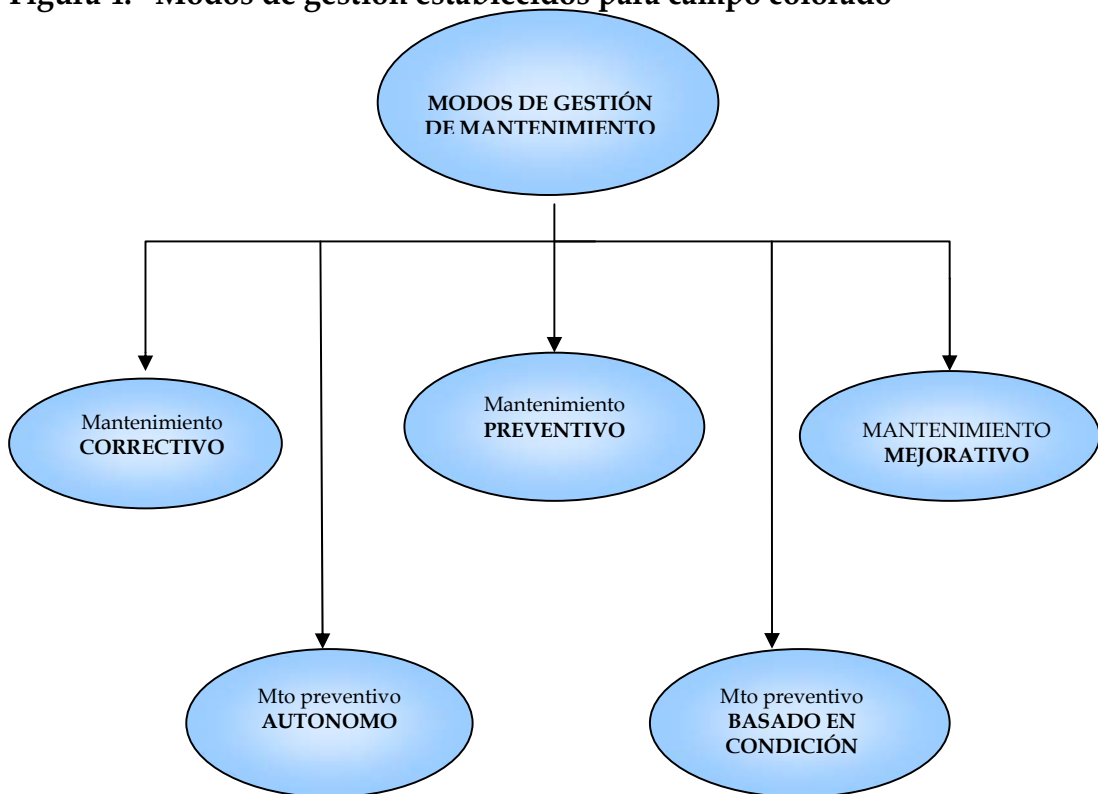 Figura 4. Modos de gestión establecidos para campo colorado
MODOS DE GESTIÓN
DE MANTENIMIENTO
Mantenimiento
CORRECTIVO
Mantenimiento
PREVENTIVO
MANTENIMIENTO
MEJORATIVO
Mto preventivo
AUTONOMO
Mto preventivo
BASADO EN
CONDICIÓN